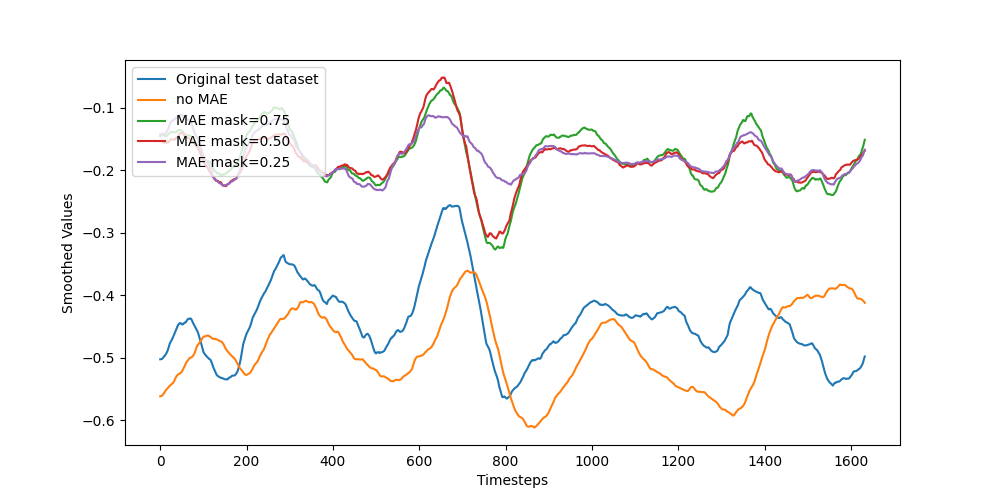 Original test dataset
no MAE
MAE mask=0.75
MAE mask=0.50
MAE mask=0.25
Smoothed Values
−0.1
−0.2
−0.3
−0.4
−0.5
−0.6
0 200 400 600 800 1000 1200 1400 1600
Timesteps